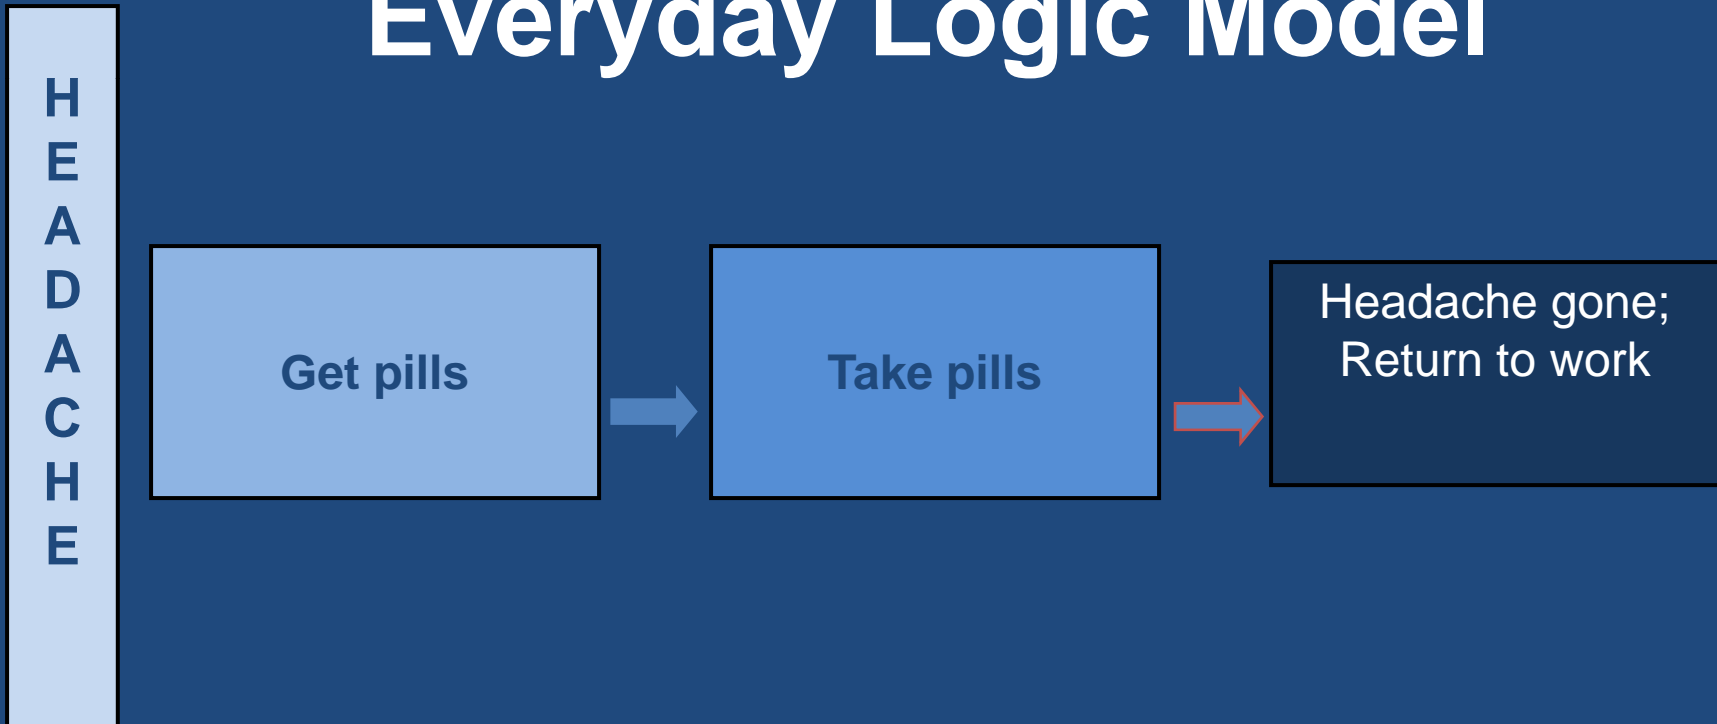 Everyday Logic Model
H
E
A
D
A
C
H
E
Get pills
Take pills
Headache gone;
Return to work